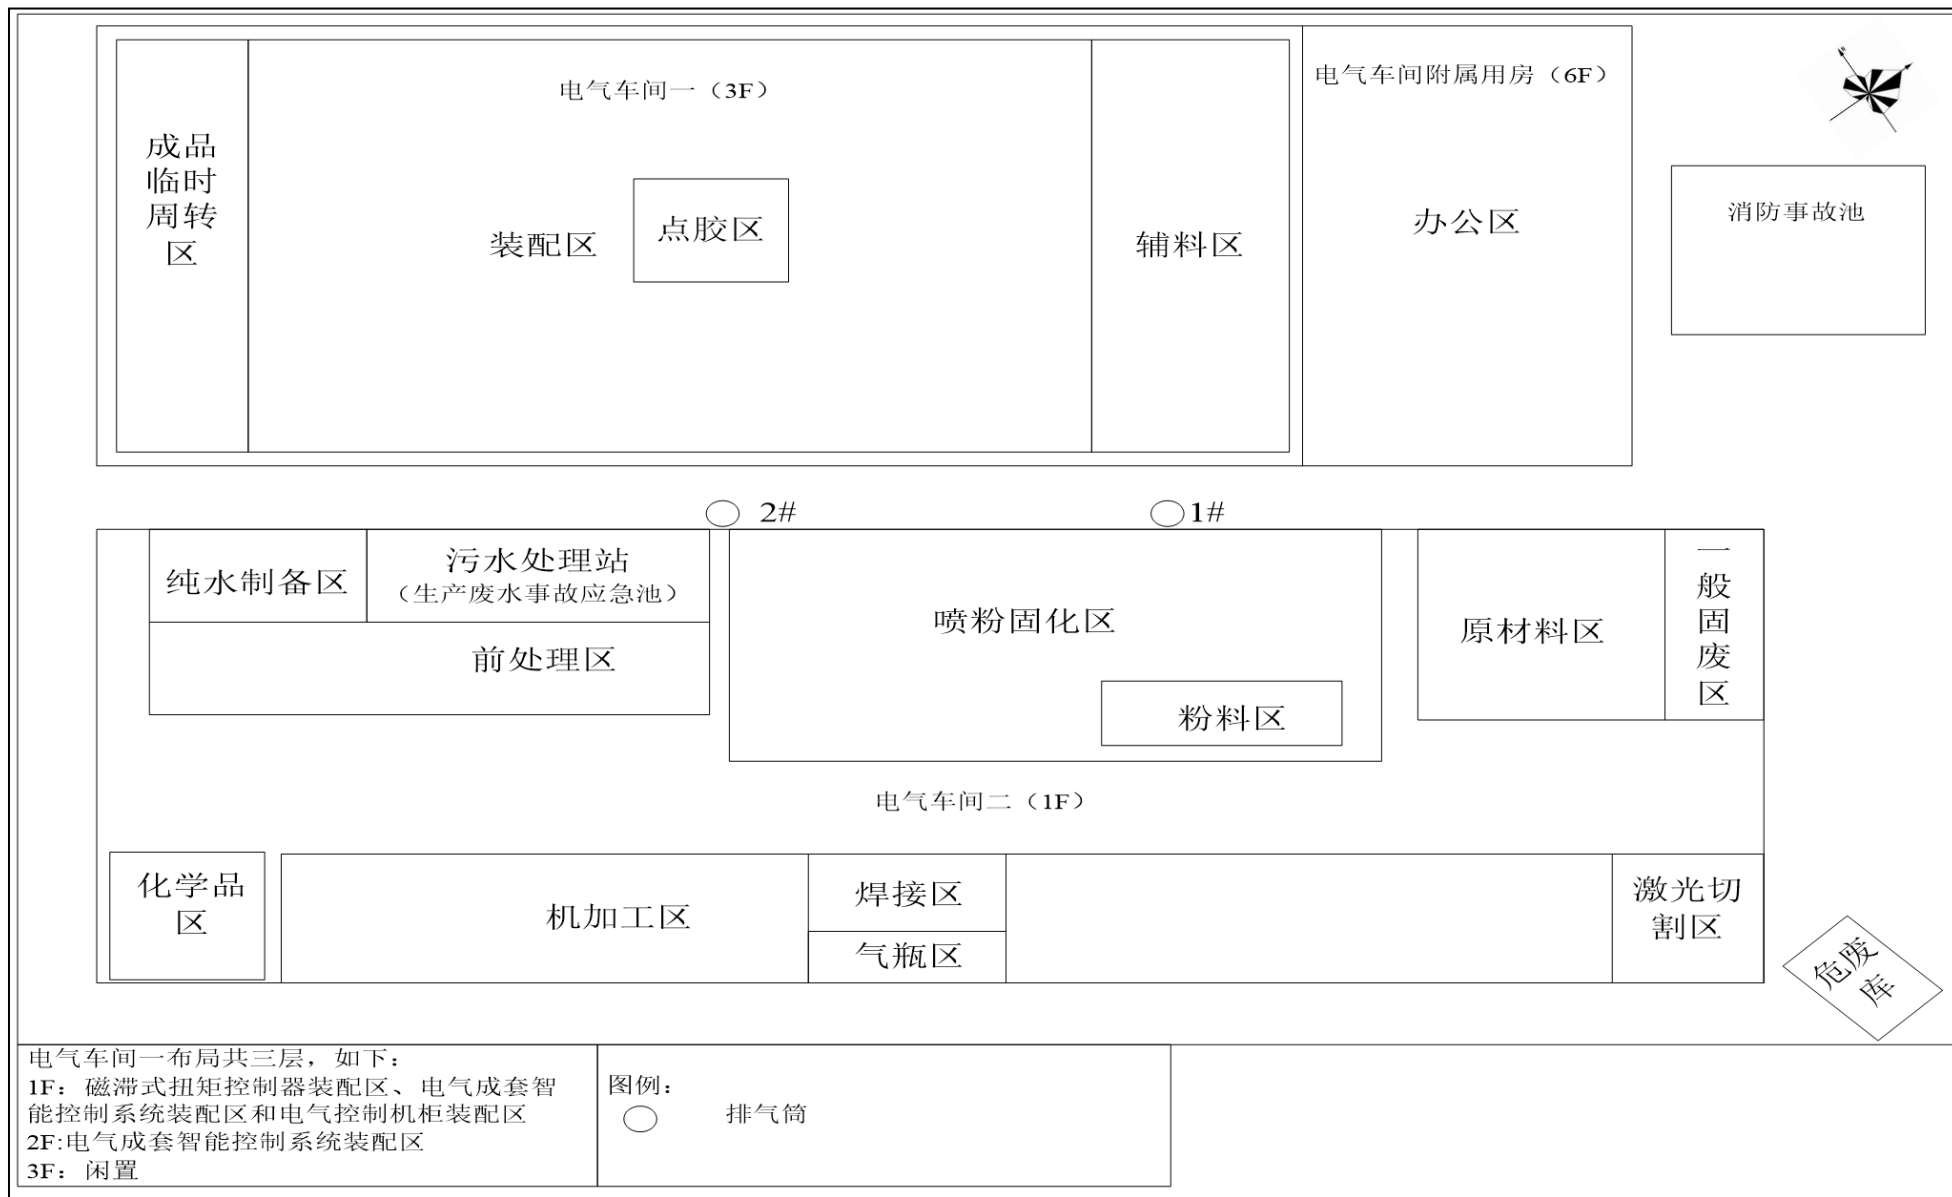 电气车间一（3F）
电气车间附属用房（6F）
成品
临时
周转
区
装配区
点胶区
辅料区
办公区
消防事故池
2#
1#
纯水制备区
污水处理站
（生产废水事故应急池）
前处理区
喷粉固化区
粉料区
原材料区
一
般
固
废
区
电气车间二（1F）
化学品
区
机加工区
焊接区
气瓶区
激光切
割区
危废
库
电气车间一布局共三层，如下：
1F：磁滞式扭矩控制器装配区、电气成套智
能控制系统装配区和电气控制机柜装配区
2F:电气成套智能控制系统装配区
3F：闲置
图例：
排气筒